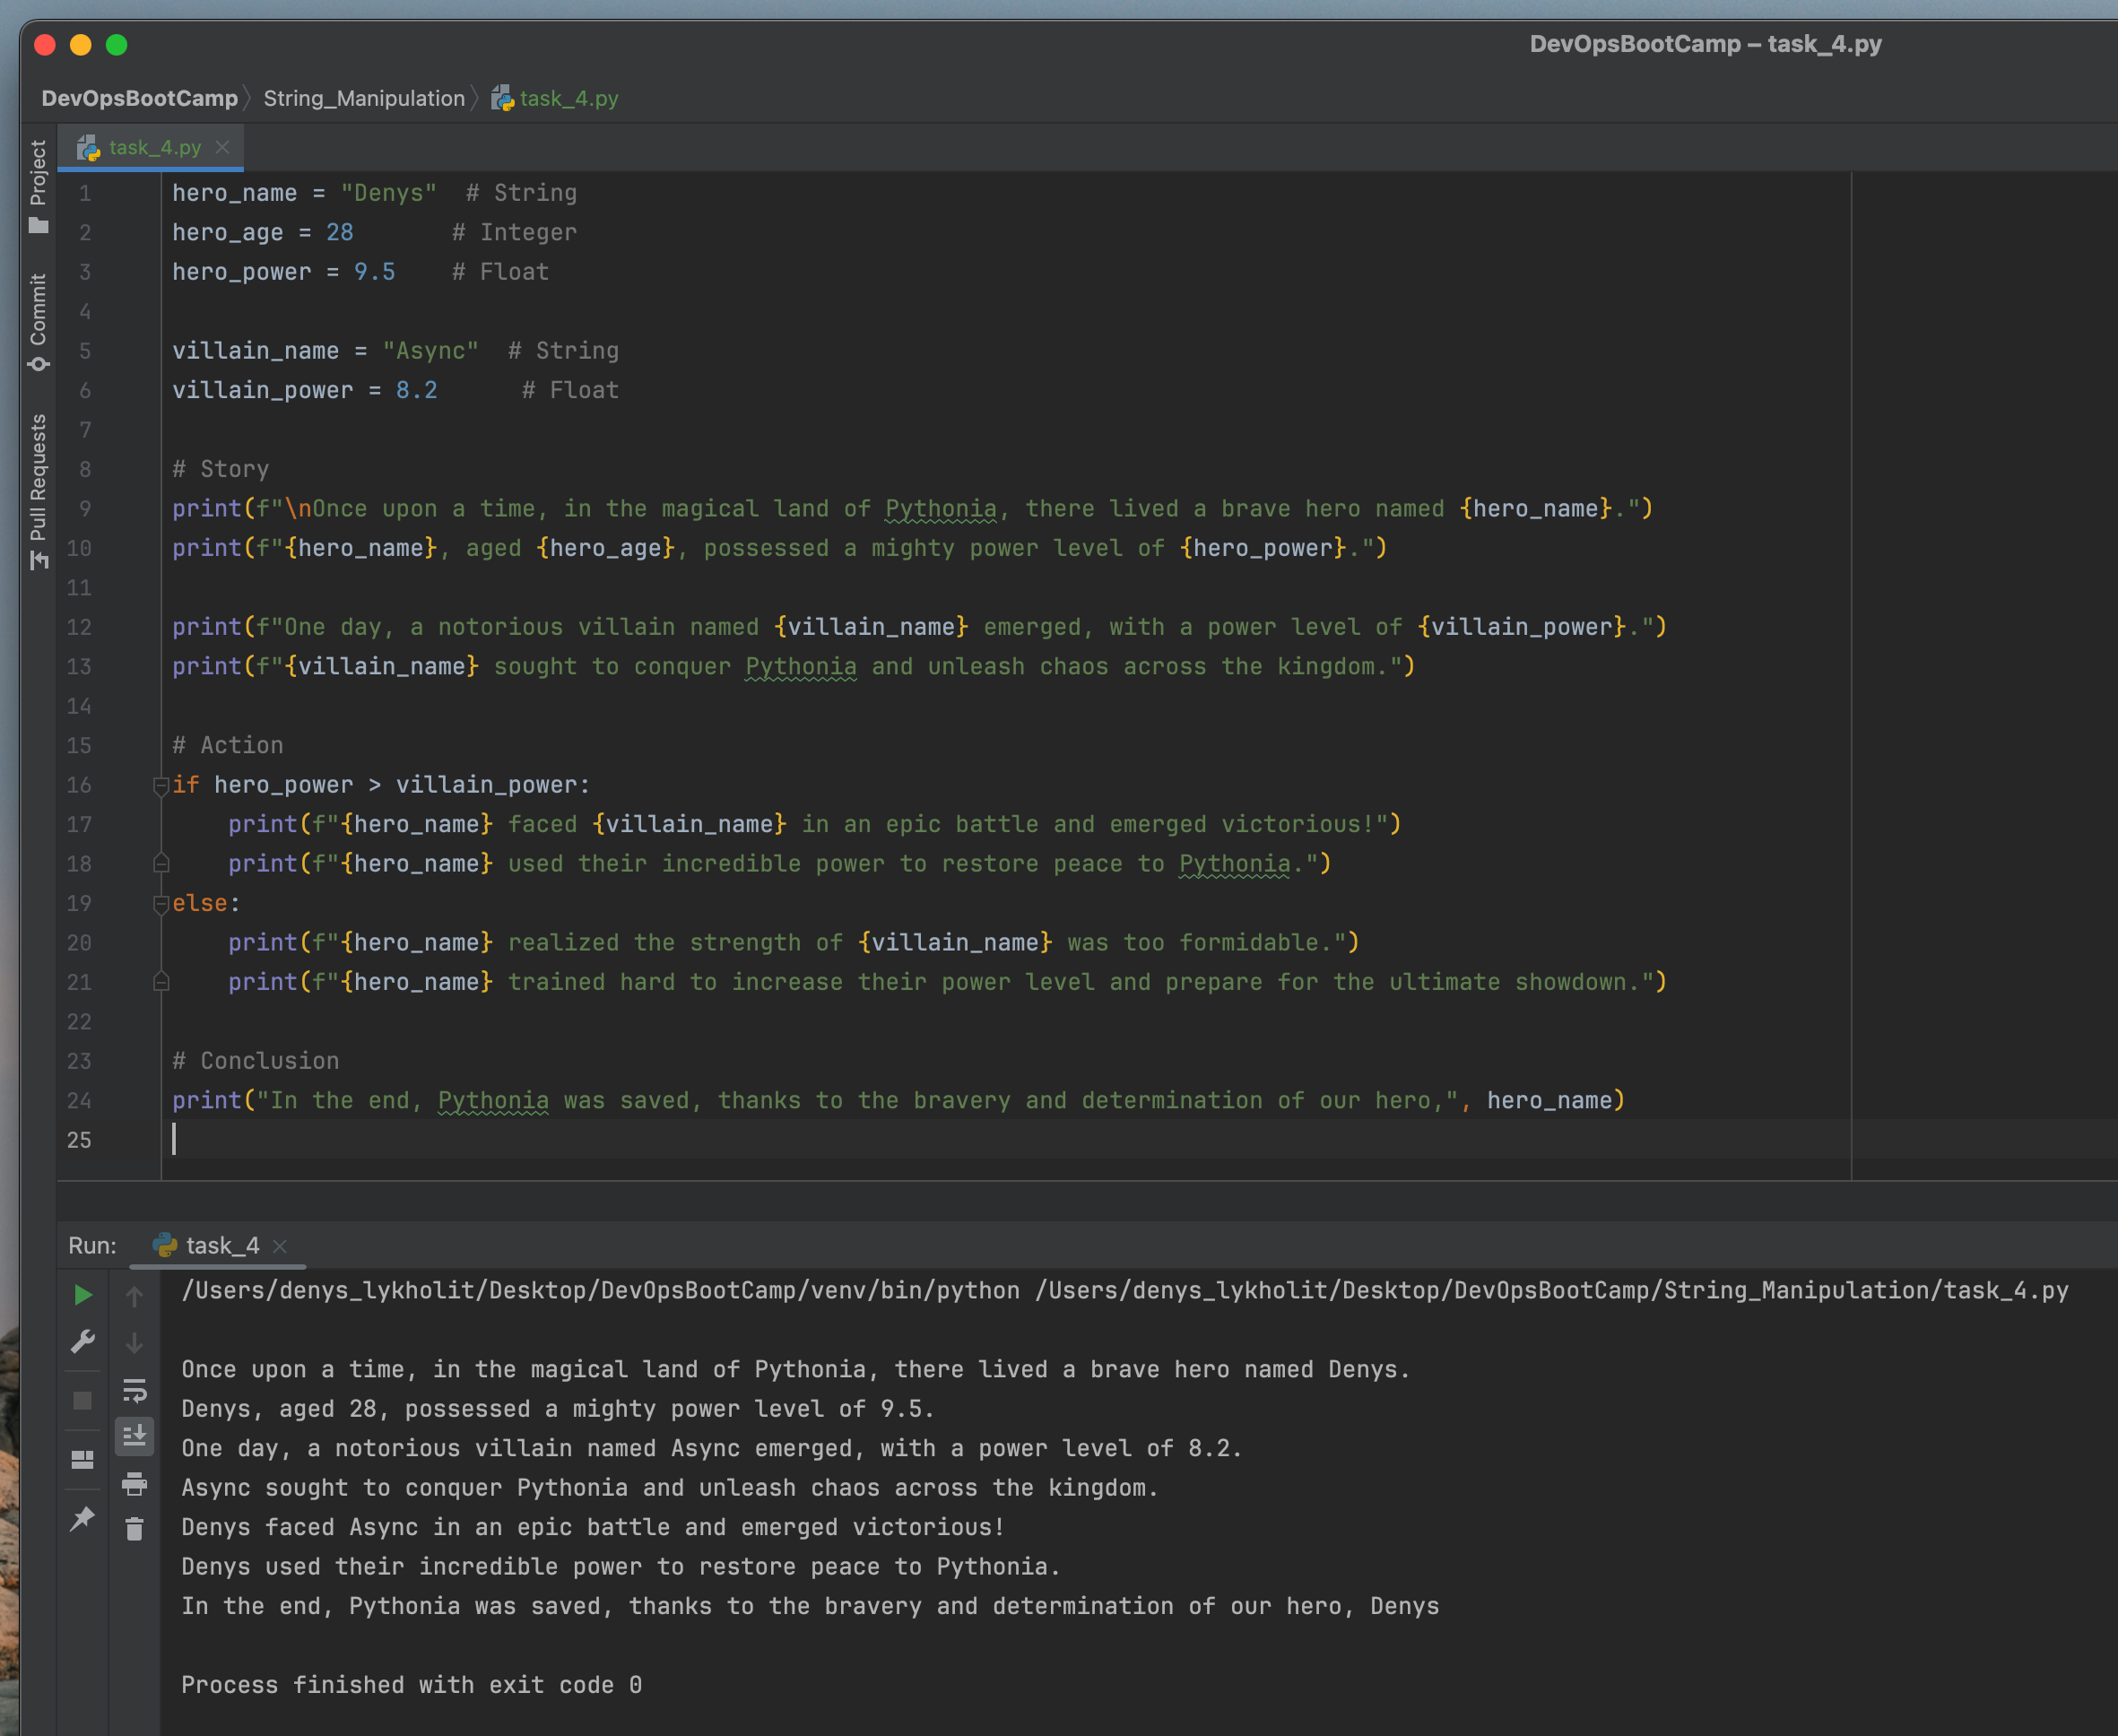 DevOpsBootCamp – task_4.py
DevOpsBootCamp String_Manipulation task_4.py
task_4.py
Project
Commit
Pull Requests
1 hero_name = "Denys"  # String
2 hero_age = 28       # Integer
3 hero_power = 9.5    # Float
4
5 villain_name = "Async"  # String
6 villain_power = 8.2      # Float
7
8 # Story
9 print(f"\nOnce upon a time, in the magical land of Pythonia, there lived a brave hero named {hero_name}.")
10 print(f"{hero_name}, aged {hero_age}, possessed a mighty power level of {hero_power}.")
11
12 print(f"One day, a notorious villain named {villain_name} emerged, with a power level of {villain_power}.")
13 print(f"{villain_name} sought to conquer Pythonia and unleash chaos across the kingdom.")
14
15 # Action
16 if hero_power > villain_power:
17     print(f"{hero_name} faced {villain_name} in an epic battle and emerged victorious!")
18     print(f"{hero_name} used their incredible power to restore peace to Pythonia.")
19 else:
20     print(f"{hero_name} realized the strength of {villain_name} was too formidable.")
21     print(f"{hero_name} trained hard to increase their power level and prepare for the ultimate showdown.")
22
23 # Conclusion
24 print("In the end, Pythonia was saved, thanks to the bravery and determination of our hero,", hero_name)
25
Run: task_4
/Users/denys_lykholit/Desktop/DevOpsBootCamp/venv/bin/python /Users/denys_lykholit/Desktop/DevOpsBootCamp/String_Manipulation/task_4.py
Once upon a time, in the magical land of Pythonia, there lived a brave hero named Denys.
Denys, aged 28, possessed a mighty power level of 9.5.
One day, a notorious villain named Async emerged, with a power level of 8.2.
Async sought to conquer Pythonia and unleash chaos across the kingdom.
Denys faced Async in an epic battle and emerged victorious!
Denys used their incredible power to restore peace to Pythonia.
In the end, Pythonia was saved, thanks to the bravery and determination of our hero, Denys
Process finished with exit code 0